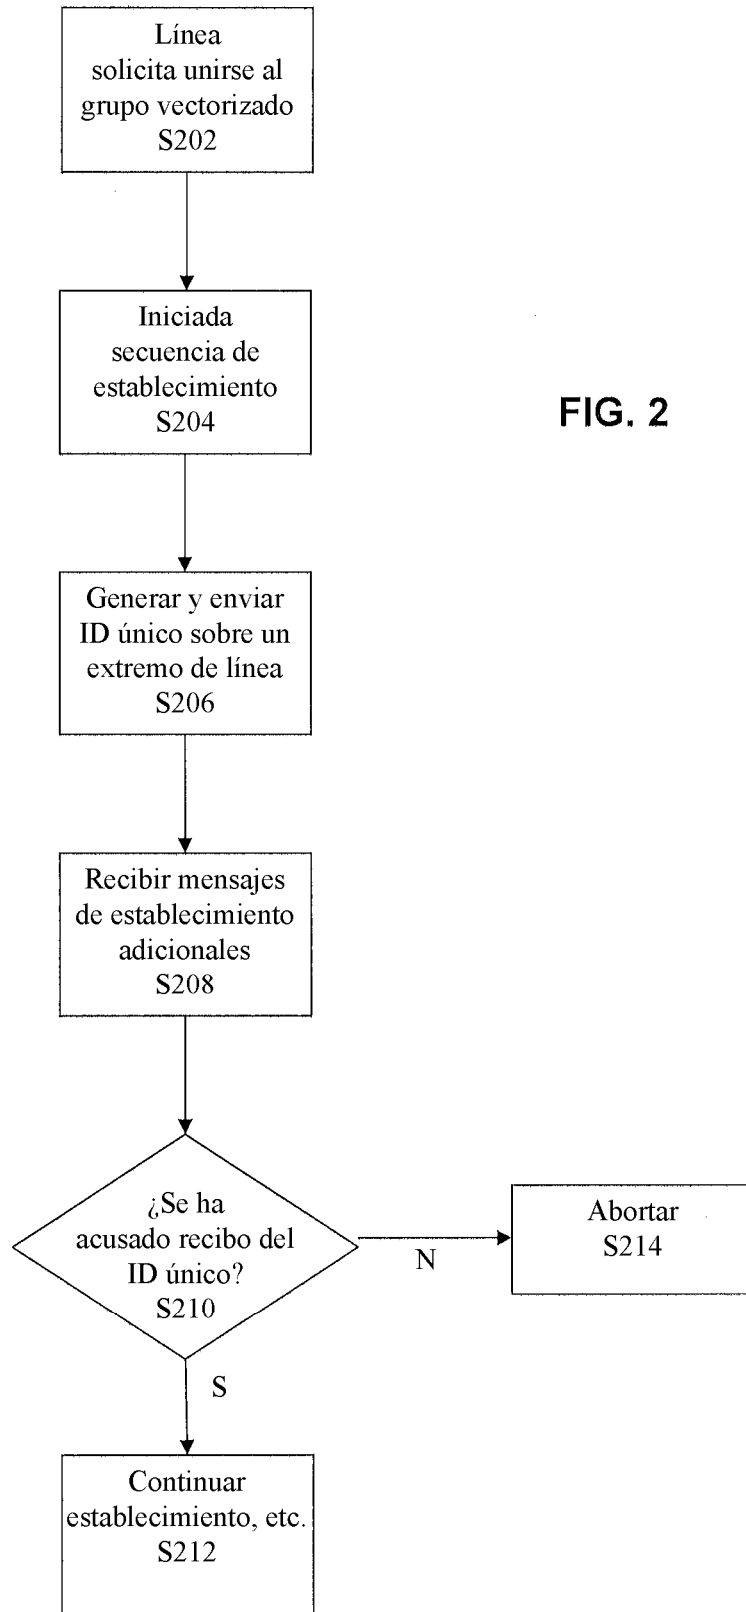 Línea
solicita unirse al
grupo vectorizado
S202
Iniciada
secuencia de
establecimiento
S204
FIG. 2
Generar y enviar
ID único sobre un
extremo de línea
S206
Recibir mensajes
de establecimiento
adicionales
S208
¿Se ha
acusado recibo del
ID único?
S210
N
Abortar
S214
S
Continuar
establecimiento, etc.
S212